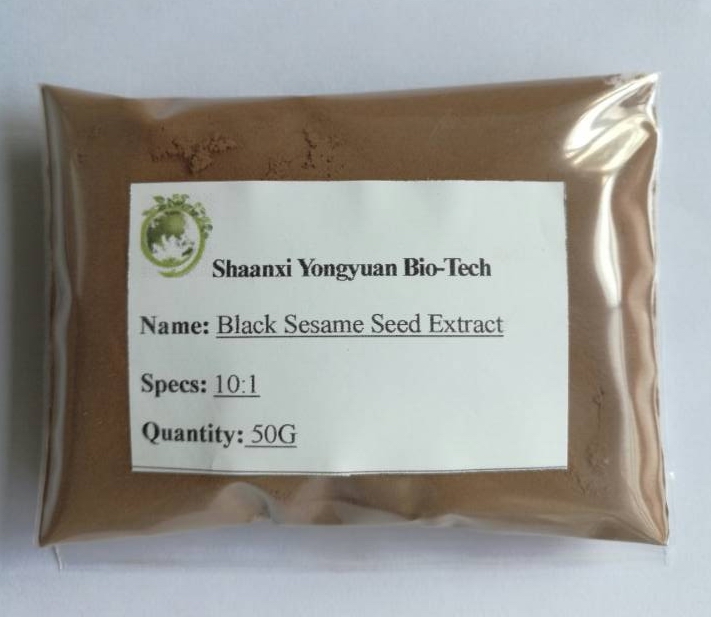 Shaanxi Yongyuan Bio-Tech
Name: Black Sesame Seed Extract
Specs: 10:1
Quantity: 50G